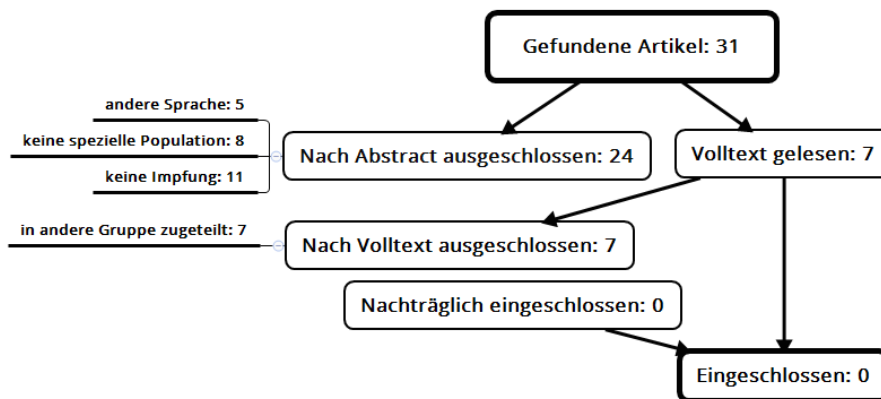 Gefundene Artikel: 31
andere Sprache: 5
keine spezielle Population: 8
keine Impfung: 11
Nach Abstract ausgeschlossen: 24
Volltext gelesen: 7
in andere Gruppe zugeteilt: 7
Nach Volltext ausgeschlossen: 7
Nachträglich eingeschlossen: 0
Eingeschlossen: 0